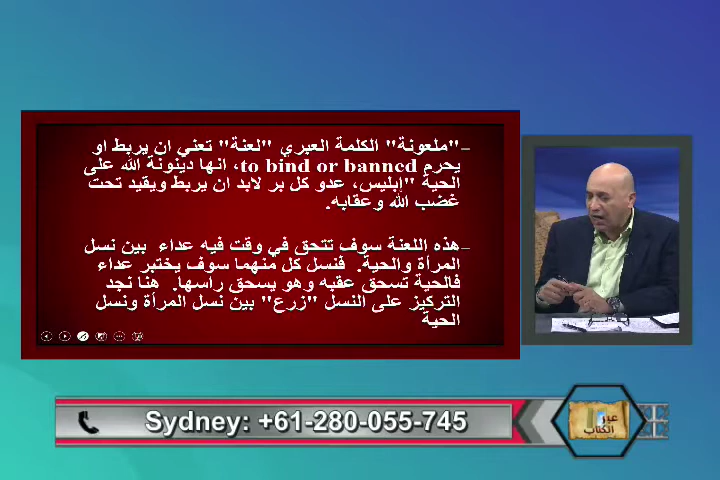 -"ملعونة" الكلمة العبري "لعنة" تعني ان يربط او
يحرم to bind or banned، انها دينونة الله على
الحية "إبليس، عدو كل بر لابد ان يربط ويقيد تحت
غضب الله وعقابه.
-هذه اللعنة سوف تتحق في وقت فيه عداء بين نسل
المرأة والحية. فنسل كل منهما سوف يختبر عداء
فالحية تسحق عقبه وهو يسحق راسها. هنا نجد
التركيز على النسل "زرع" بين نسل المرأة ونسل
الحية
Sydney: +61-280-055-745
عبر
الكتاب